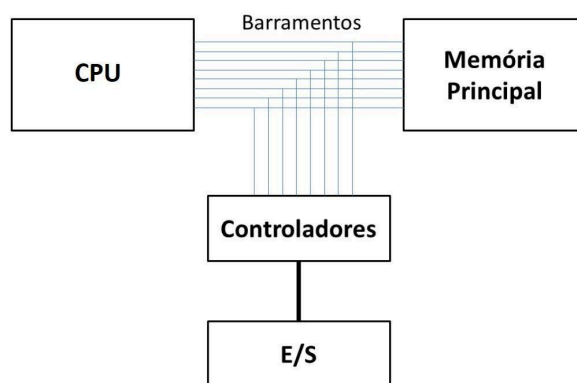 Barramentos
CPU
Memória
Principal
Controladores
E/S